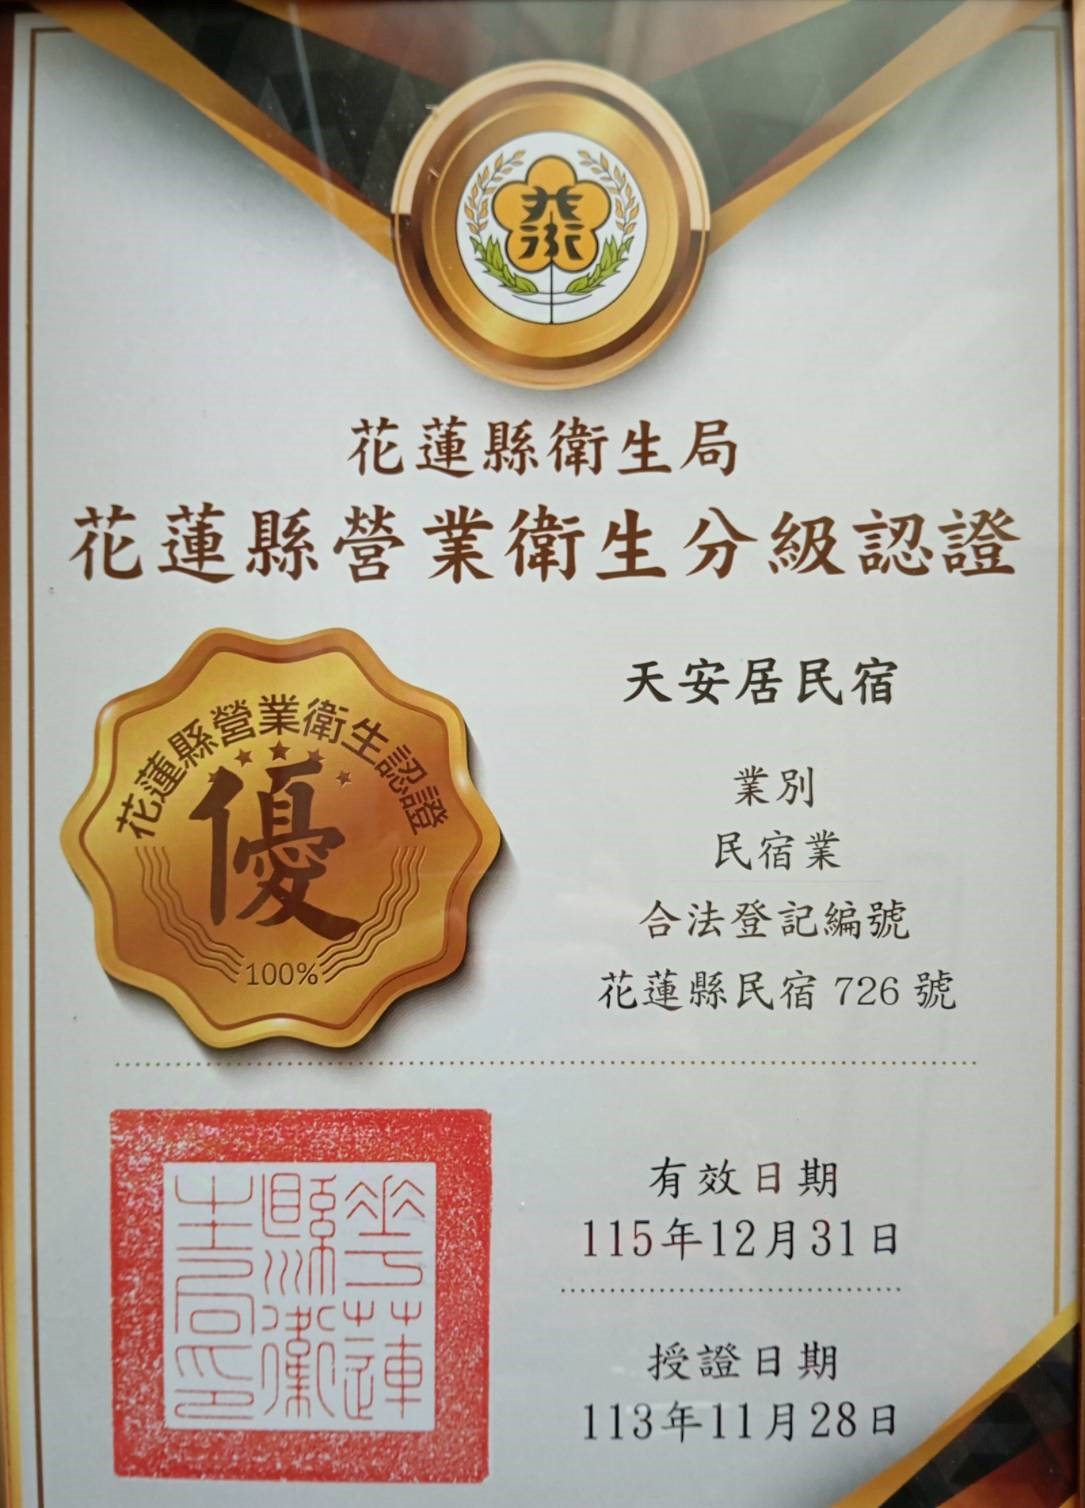 花蓮縣衛生局
花蓮縣營業衛生分級認證
花蓮縣營業衛生認證
優
100%
天安居民宿
業別
民宿業
合法登記編號
花蓮縣民宿 726 號
花蓮縣衛生局印
有效日期
115年12月31日
授證日期
113年11月28日